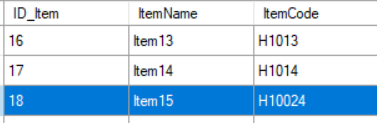 ID_Item ItemName ItemCode
16 Item13 H1013
17 Item14 H1014
18 Item15 H10024